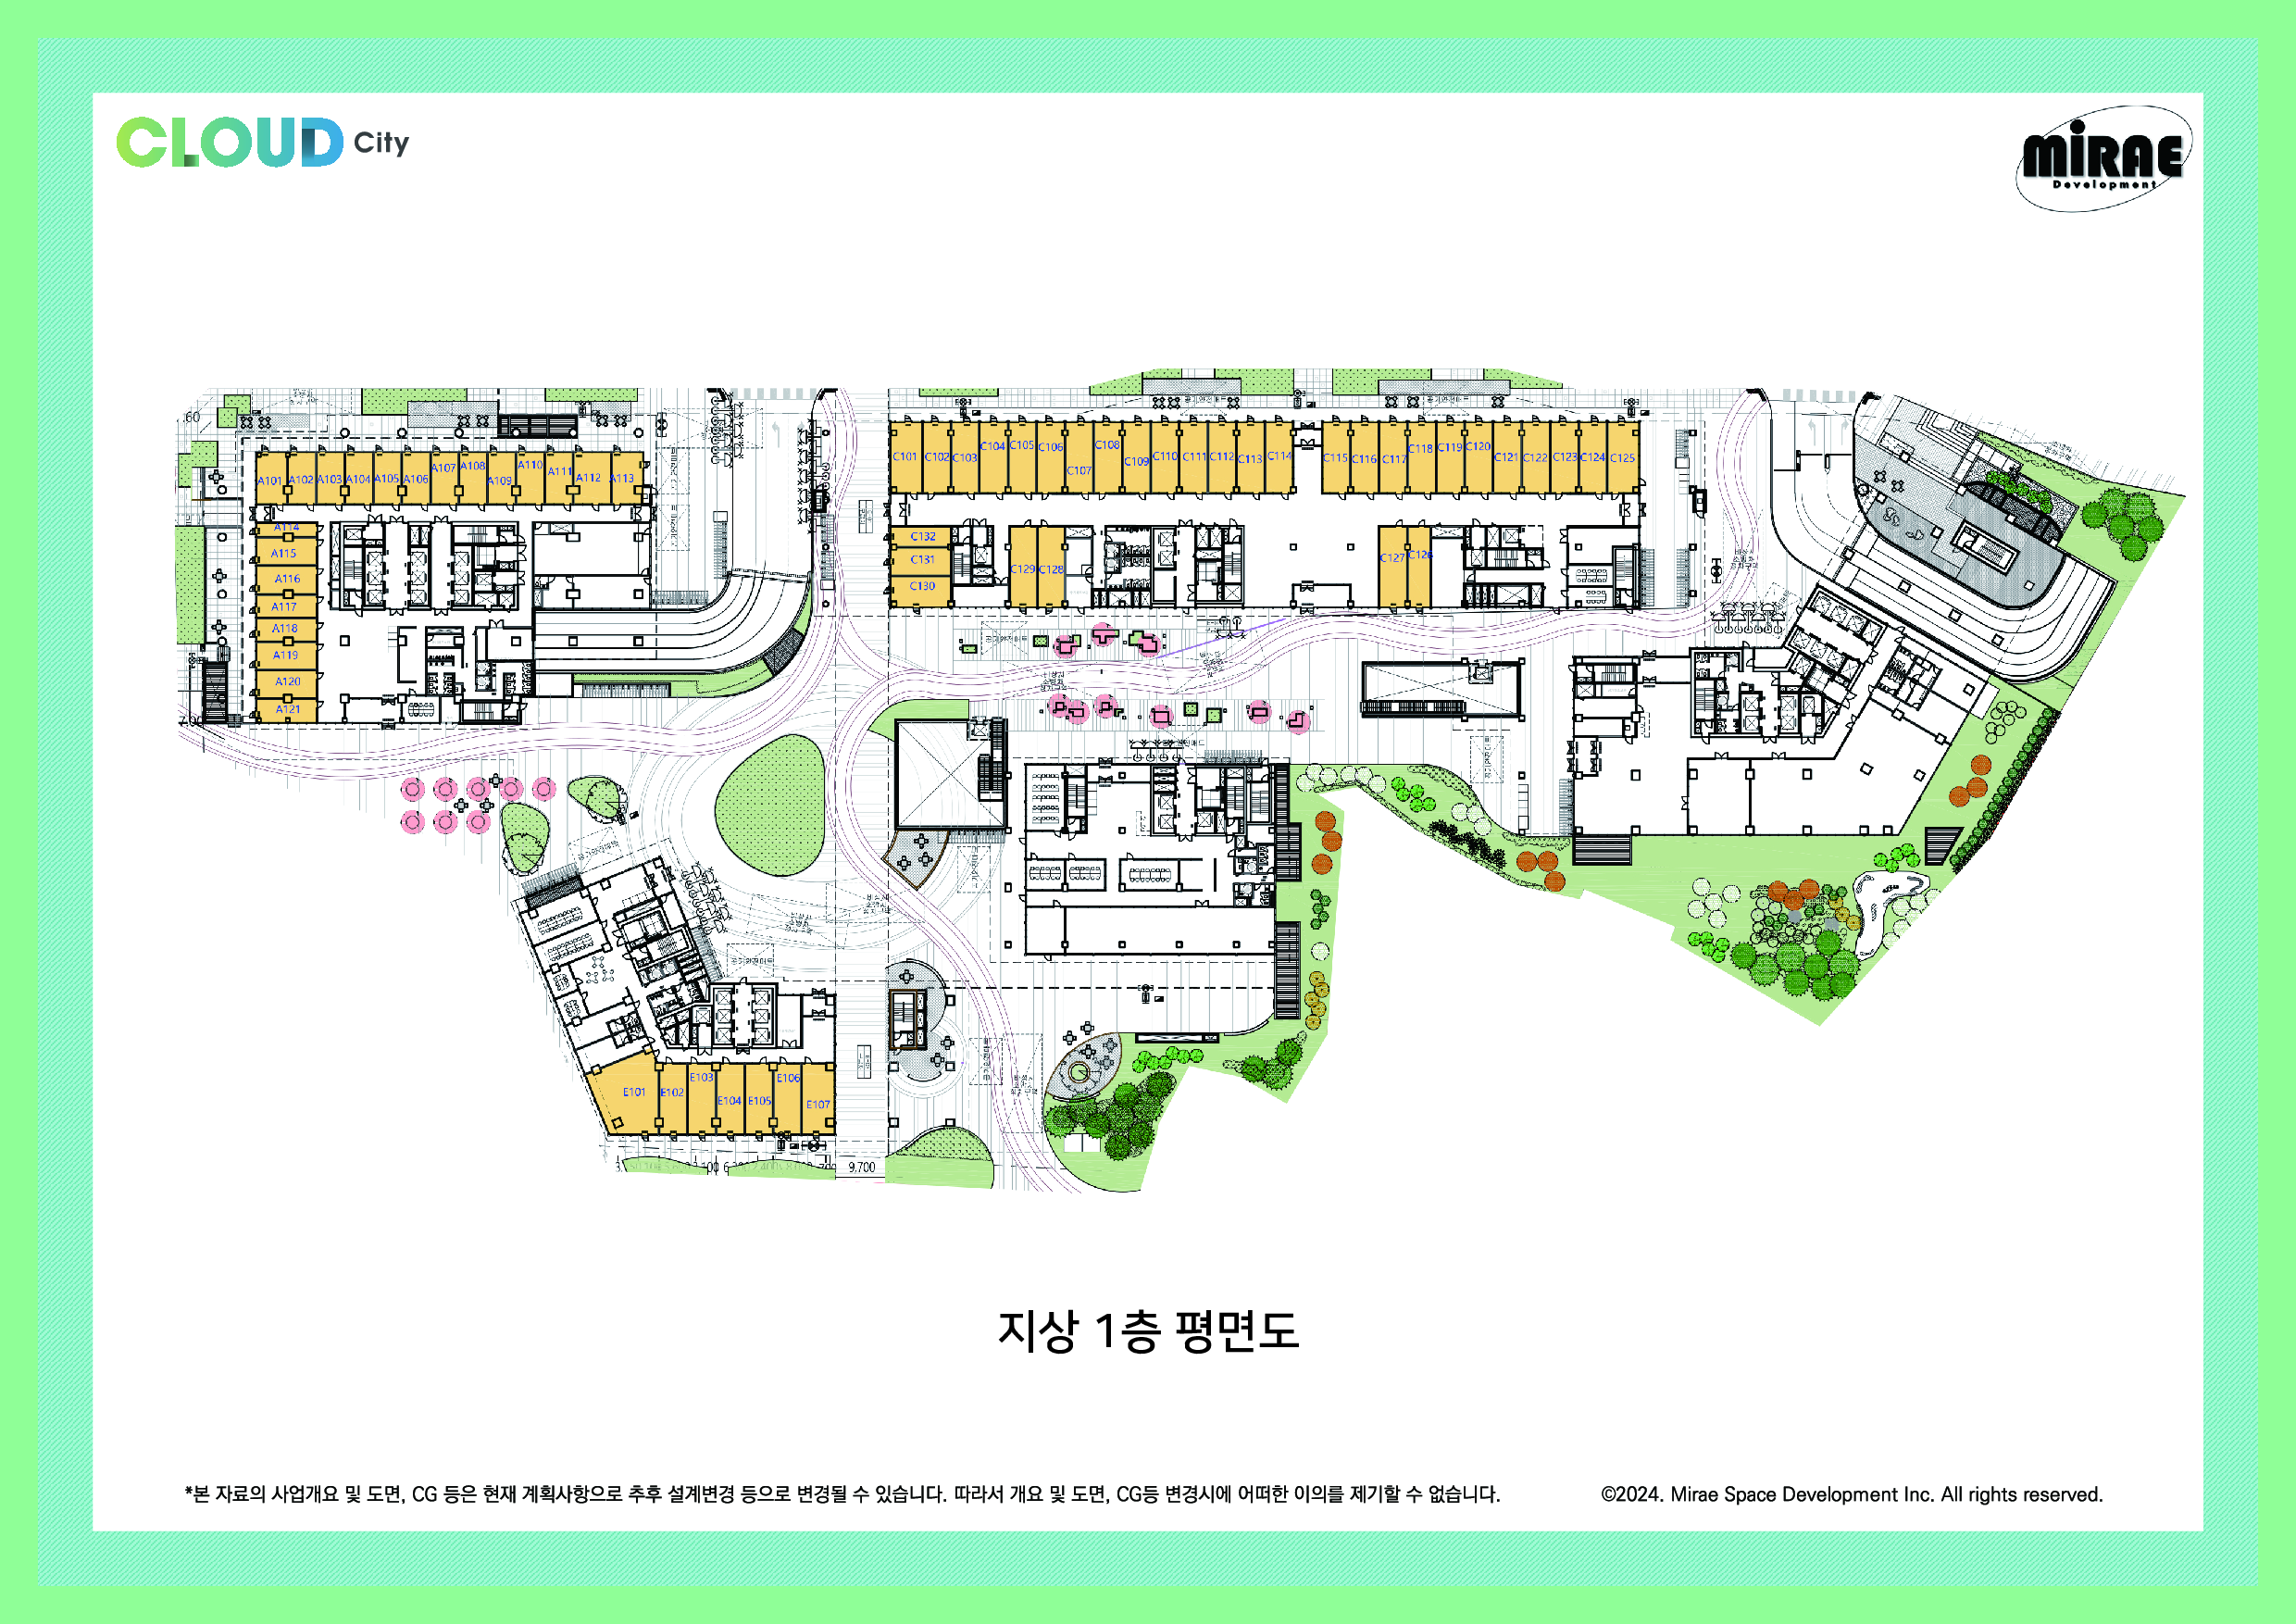 CLOUD City
MiRAE
Development
.60
A101 A102 A103 A104 A105 A106 A107 A108 A109 A110 A111 A112 A113
A114
A115
A116
A117
A118
A119
A120
A121
C101 C102 C103 C104 C105 C106 C107 C108 C109 C110 C111 C112 C113 C114 C115 C116 C117 C118 C119 C120 C121 C122 C123 C124 C125
C132
C131
C130
C129 C128
C127 C126
E101 E102 E103 E104 E105 E106 E107
9,700
지상 1층 평면도
*본 자료의 사업개요 및 도면, CG 등은 현재 계획사항으로 추후 설계변경 등으로 변경될 수 있습니다. 따라서 개요 및 도면, CG등 변경시에 어떠한 이의를 제기할 수 없습니다.
©2024. Mirae Space Development Inc. All rights reserved.